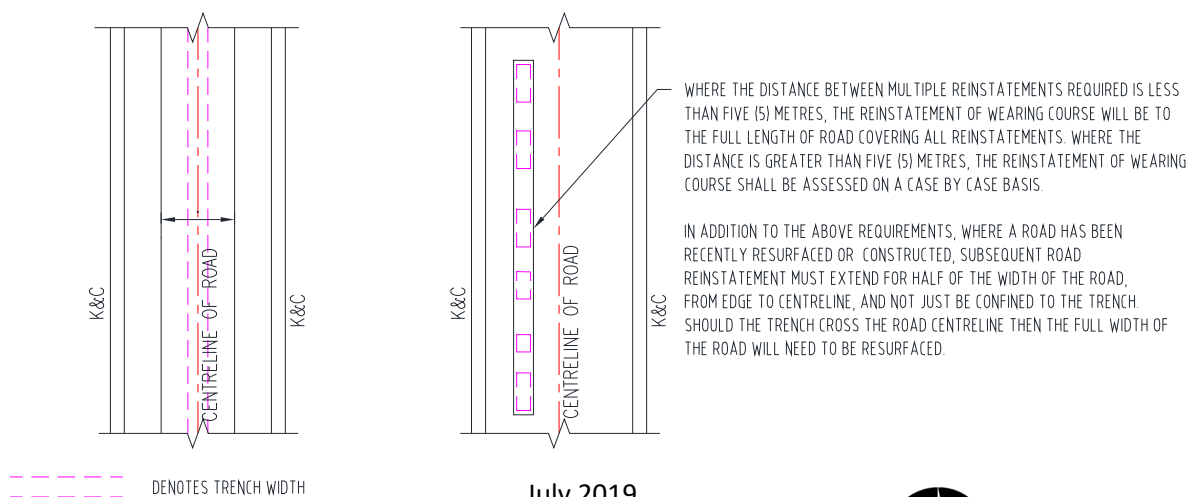 WHERE THE DISTANCE BETWEEN MULTIPLE REINSTATEMENTS REQUIRED IS LESS
THAN FIVE (5) METRES, THE REINSTATEMENT OF WEARING COURSE WILL BE TO
THE FULL LENGTH OF ROAD COVERING ALL REINSTATEMENTS. WHERE THE
DISTANCE IS GREATER THAN FIVE (5) METRES, THE REINSTATEMENT OF WEARING
COURSE SHALL BE ASSESSED ON A CASE BY CASE BASIS.
IN ADDITION TO THE ABOVE REQUIREMENTS, WHERE A ROAD HAS BEEN
RECENTLY RESURFACED OR CONSTRUCTED, SUBSEQUENT ROAD
REINSTATEMENT MUST EXTEND FOR HALF OF THE WIDTH OF THE ROAD,
FROM EDGE TO CENTRELINE, AND NOT JUST BE CONFINED TO THE TRENCH.
SHOULD THE TRENCH CROSS THE ROAD CENTRELINE THEN THE FULL WIDTH OF
THE ROAD WILL NEED TO BE RESURFACED.
K&C
CENTRELINE OF ROAD
K&C
K&C
CENTRELINE OF ROAD
K&C
DENOTES TRENCH WIDTH
July 2019